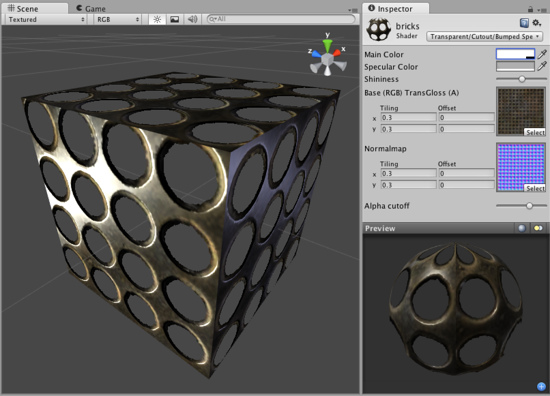 Scene
Game
Textured
RGB
All
y
x
z
Inspector
bricks
Shader
Transparent/Cutout/Bumped Spe
Main Color
Specular Color
Shininess
Base (RGB) TransGloss (A)
Tiling Offset
x 0.3 0
y 0.3 0
Select
Normalmap
Tiling Offset
x 0.3 0
y 0.3 0
Select
Alpha cutoff
Preview